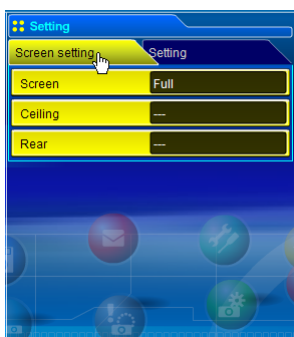 Setting
Screen setting Setting
Screen Full
Ceiling ---
Rear ---